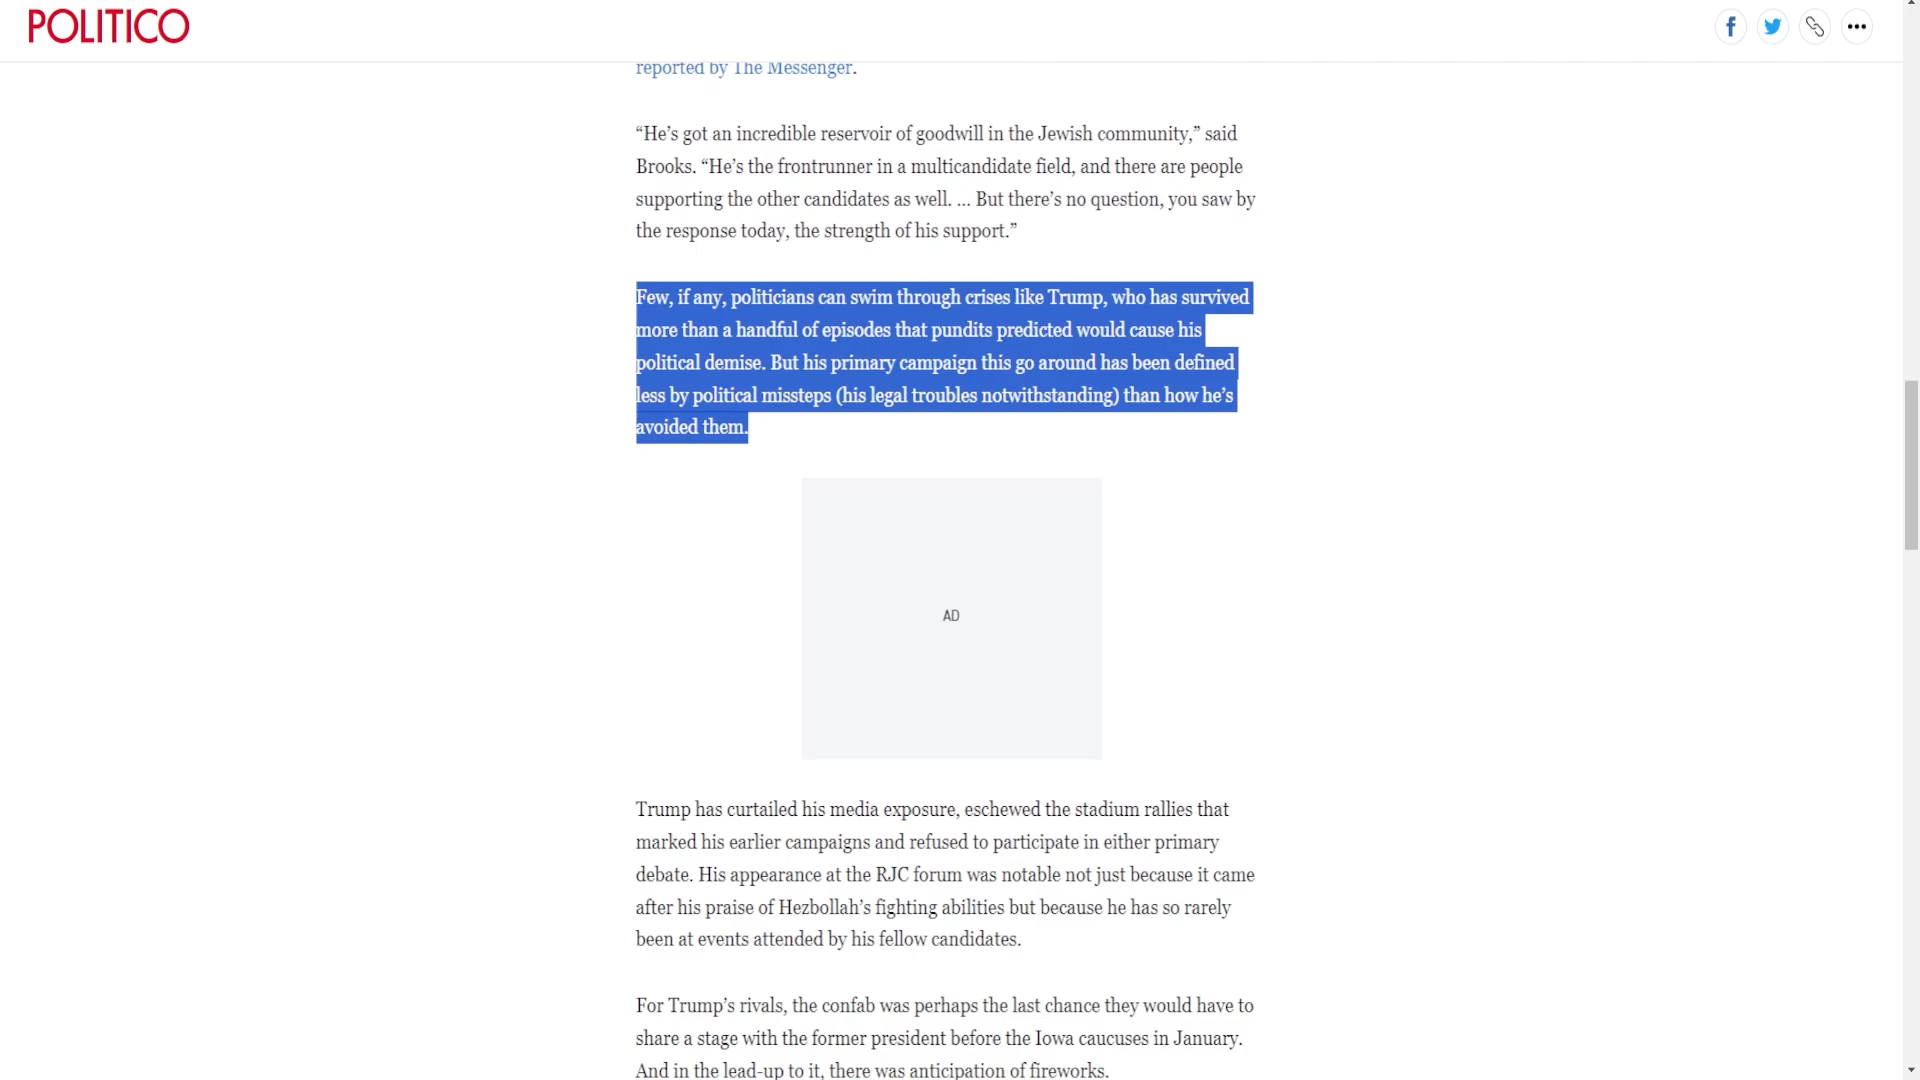 POLITICO
reported by The Messenger.
“He’s got an incredible reservoir of goodwill in the Jewish community,” said
Brooks. “He’s the frontrunner in a multicandidate field, and there are people
supporting the other candidates as well. … But there’s no question, you saw by
the response today, the strength of his support.”
Few, if any, politicians can swim through crises like Trump, who has survived
more than a handful of episodes that pundits predicted would cause his
political demise. But his primary campaign this go around has been defined
less by political missteps (his legal troubles notwithstanding) than how he’s
avoided them.
AD
Trump has curtailed his media exposure, eschewed the stadium rallies that
marked his earlier campaigns and refused to participate in either primary
debate. His appearance at the RJC forum was notable not just because it came
after his praise of Hezbollah’s fighting abilities but because he has so rarely
been at events attended by his fellow candidates.
For Trump’s rivals, the confab was perhaps the last chance they would have to
share a stage with the former president before the Iowa caucuses in January.
And in the lead-up to it, there was anticipation of fireworks.